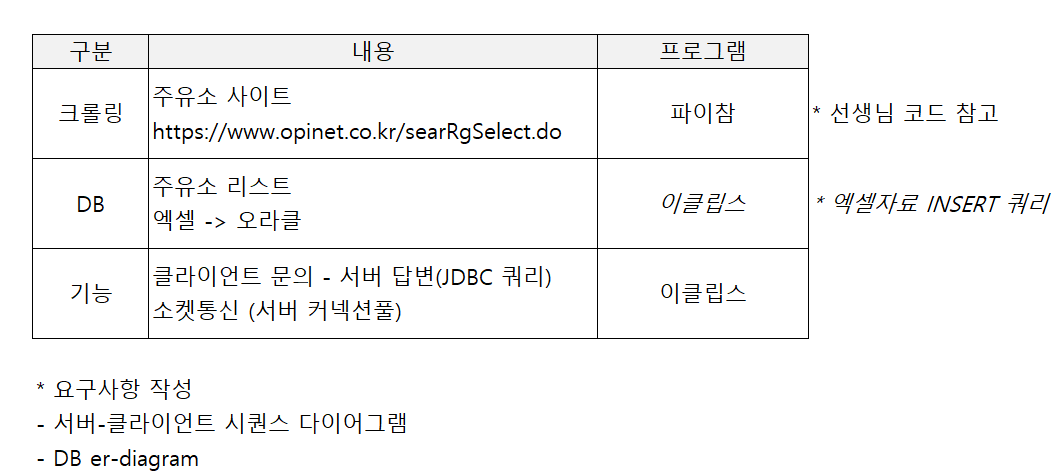 구분 내용 프로그램
크롤링 주유소 사이트
https://www.opinet.co.kr/searRgSelect.do 파이참 * 선생님 코드 참고
DB 주유소 리스트
엑셀 -> 오라클 이클립스 * 엑셀자료 INSERT 쿼리
기능 클라이언트 문의 - 서버 답변(JDBC 쿼리)
소켓통신 (서버 커넥션풀) 이클립스
* 요구사항 작성
- 서버-클라이언트 시퀀스 다이어그램
- DB er-diagram